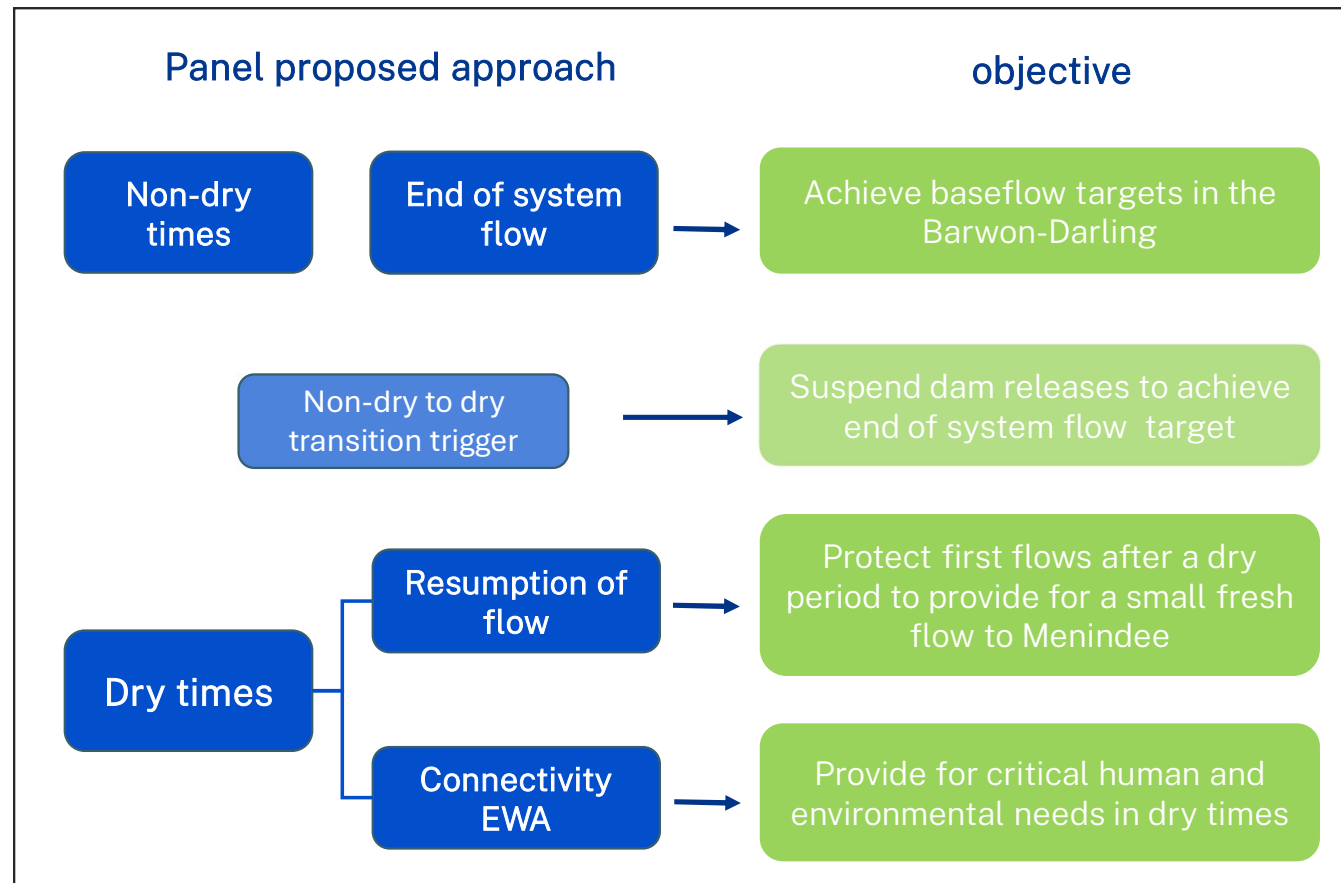 Panel proposed approach
objective
Non-dry
times
End of system
flow
Achieve baseflow targets in the
Barwon-Darling
Non-dry to dry
transition trigger
Suspend dam releases to achieve
end of system flow target
Dry times
Resumption of
flow
Protect first flows after a dry
period to provide for a small fresh
flow to Menindee
Connectivity
EWA
Provide for critical human and
environmental needs in dry times